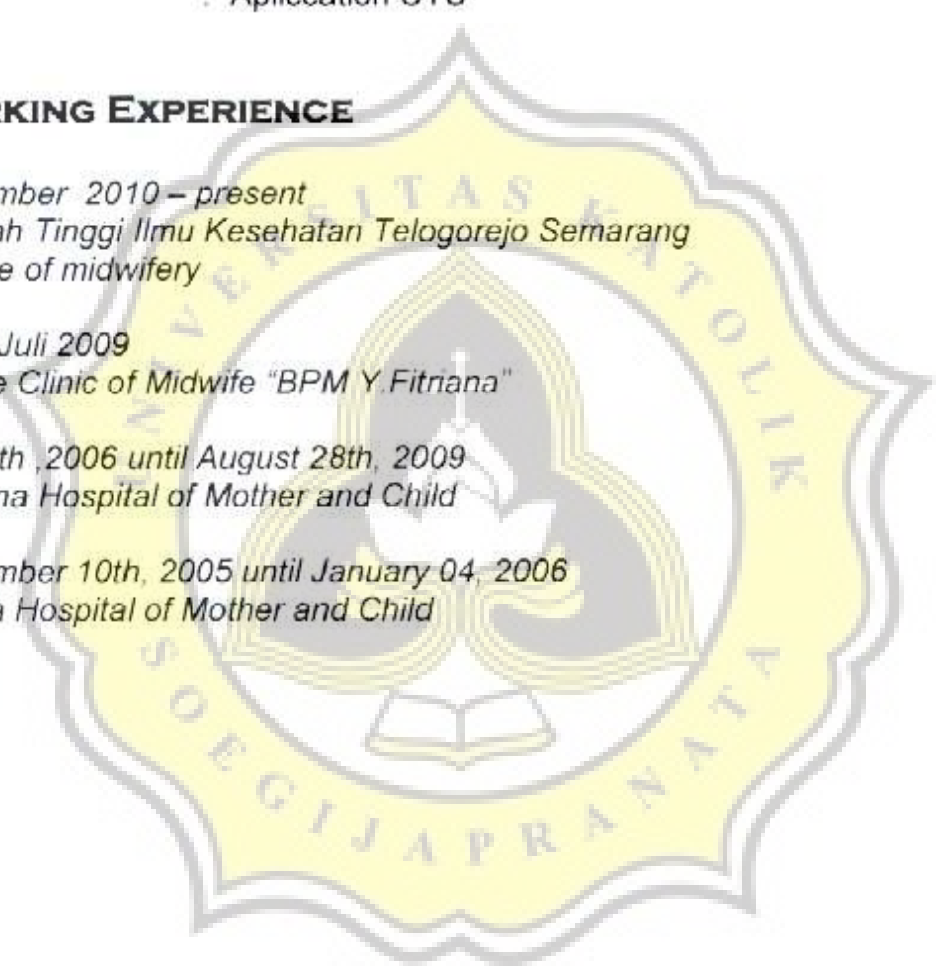 RKING EXPERIENCE
mber 2010 – present
ah Tinggi Ilmu Kesehatan Telogorejo Semarang
e of midwifery
Juli 2009
e Clinic of Midwife “BPM Y.Fitriana”
th ,2006 until August 28th, 2009
na Hospital of Mother and Child
mber 10th, 2005 until January 04, 2006
a Hospital of Mother and Child
UNIVERSITAS KATOLIK
SOEGIJAPRANATA